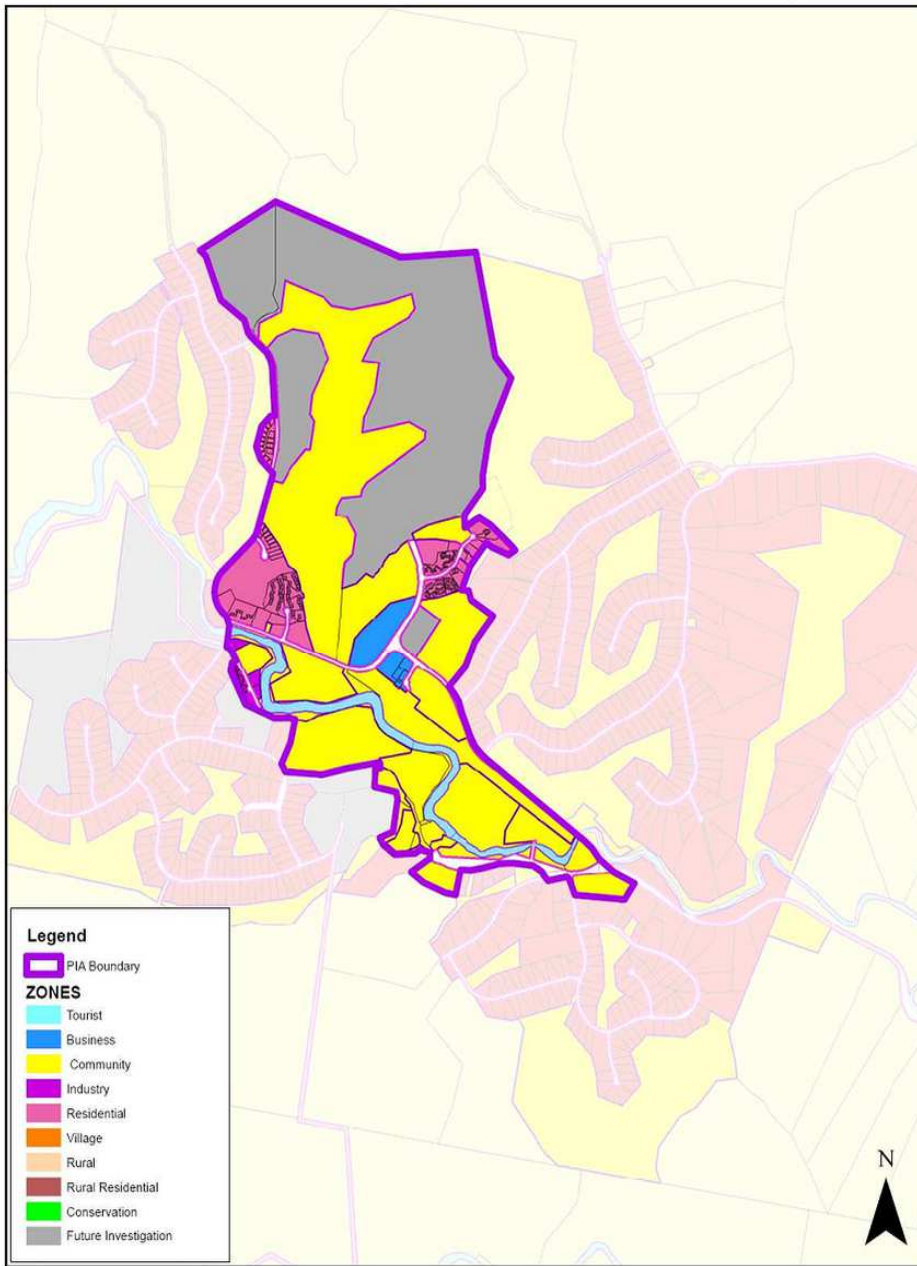 Legend
PIA Boundary
ZONES
Tourist
Business
Community
Industry
Residential
Village
Rural
Rural Residential
Conservation
Future Investigation
N